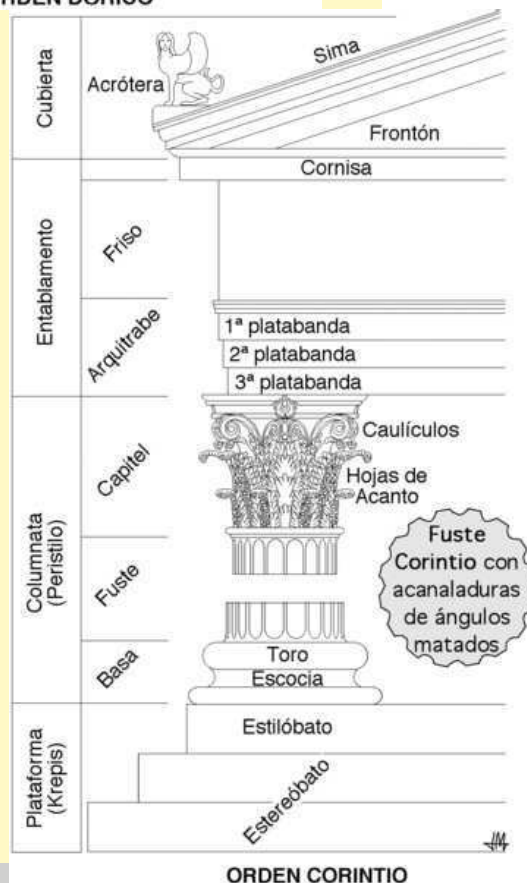 Cubierta
Acrótera
Sima
Frontón
Cornisa
Entablamento
Friso
Arquitrabe
1ª platabanda
2ª platabanda
3ª platabanda
Columnata
(Peristilo)
Capitel
Caulículos
Hojas de
Acanto
Fuste
Fuste
Corintio con
acanaladuras
de ángulos
matados
Basa
Toro
Escocia
Plataforma
(Krepis)
Estilóbato
Estereóbato
ORDEN CORINTIO